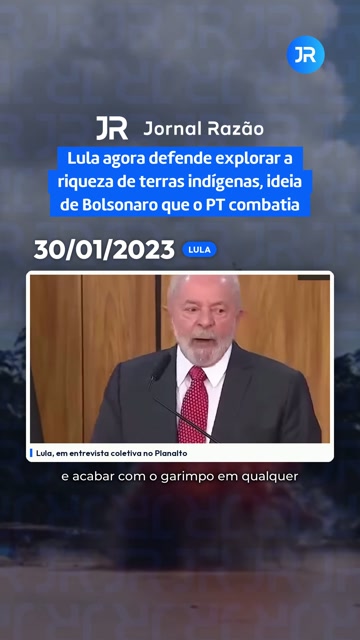 JR
JR Jornal Razão
Lula agora defende explorar a
riqueza de terras indígenas, ideia
de Bolsonaro que o PT combatia
30/01/2023 LULA
Lula, em entrevista coletiva no Planalto
e acabar com o garimpo em qualquer